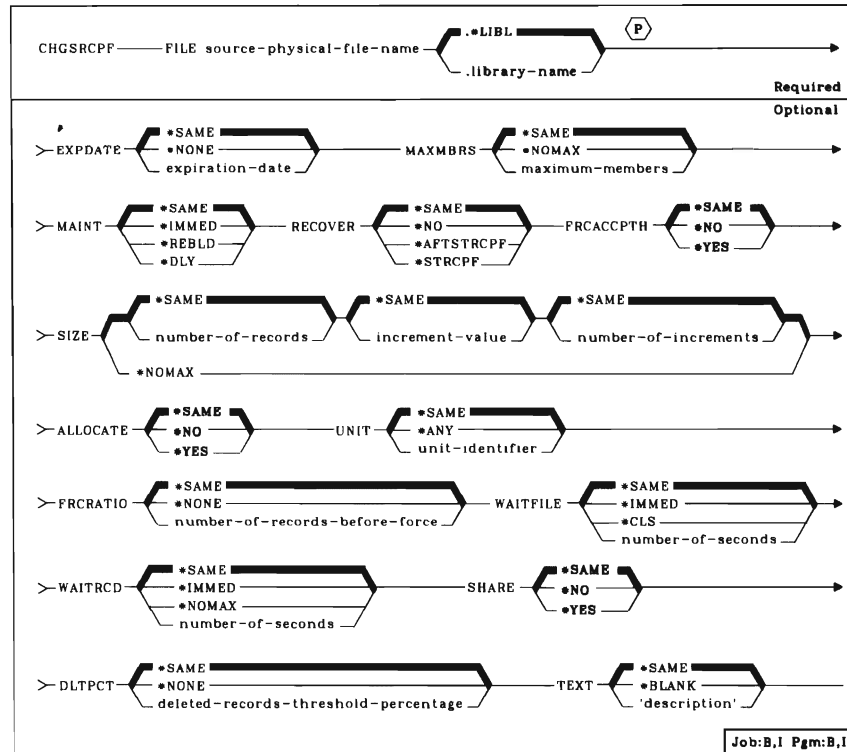 .*LIBL
P
CHGSRCPF FILE source-physical-file-name
.library-name
Required
Optional
*SAME *SAME
EXPDATE *NONE MAXMBRS *NOMAX
expiration-date maximum-members
*SAME *SAME *SAME
MAINT *IMMED RECOVER *NO FRCACCPTH *NO
*REBLD *AFTSTRCPF *YES
*DLY *STRCPF
*SAME *SAME *SAME
SIZE number-of-records increment-value number-of-increments
*NOMAX
*SAME *SAME
ALLOCATE *NO UNIT *ANY
*YES unit-identifier
*SAME *SAME
FRCRATIO *NONE WAITFILE *IMMED
number-of-records-before-force *CLS
number-of-seconds
*SAME *SAME
WAITRCD *IMMED SHARE *NO
*NOMAX *YES
number-of-seconds
*SAME *SAME
DLTPCT *NONE TEXT *BLANK
deleted-records-threshold-percentage 'description'
Job:B,I Pgm:B,I